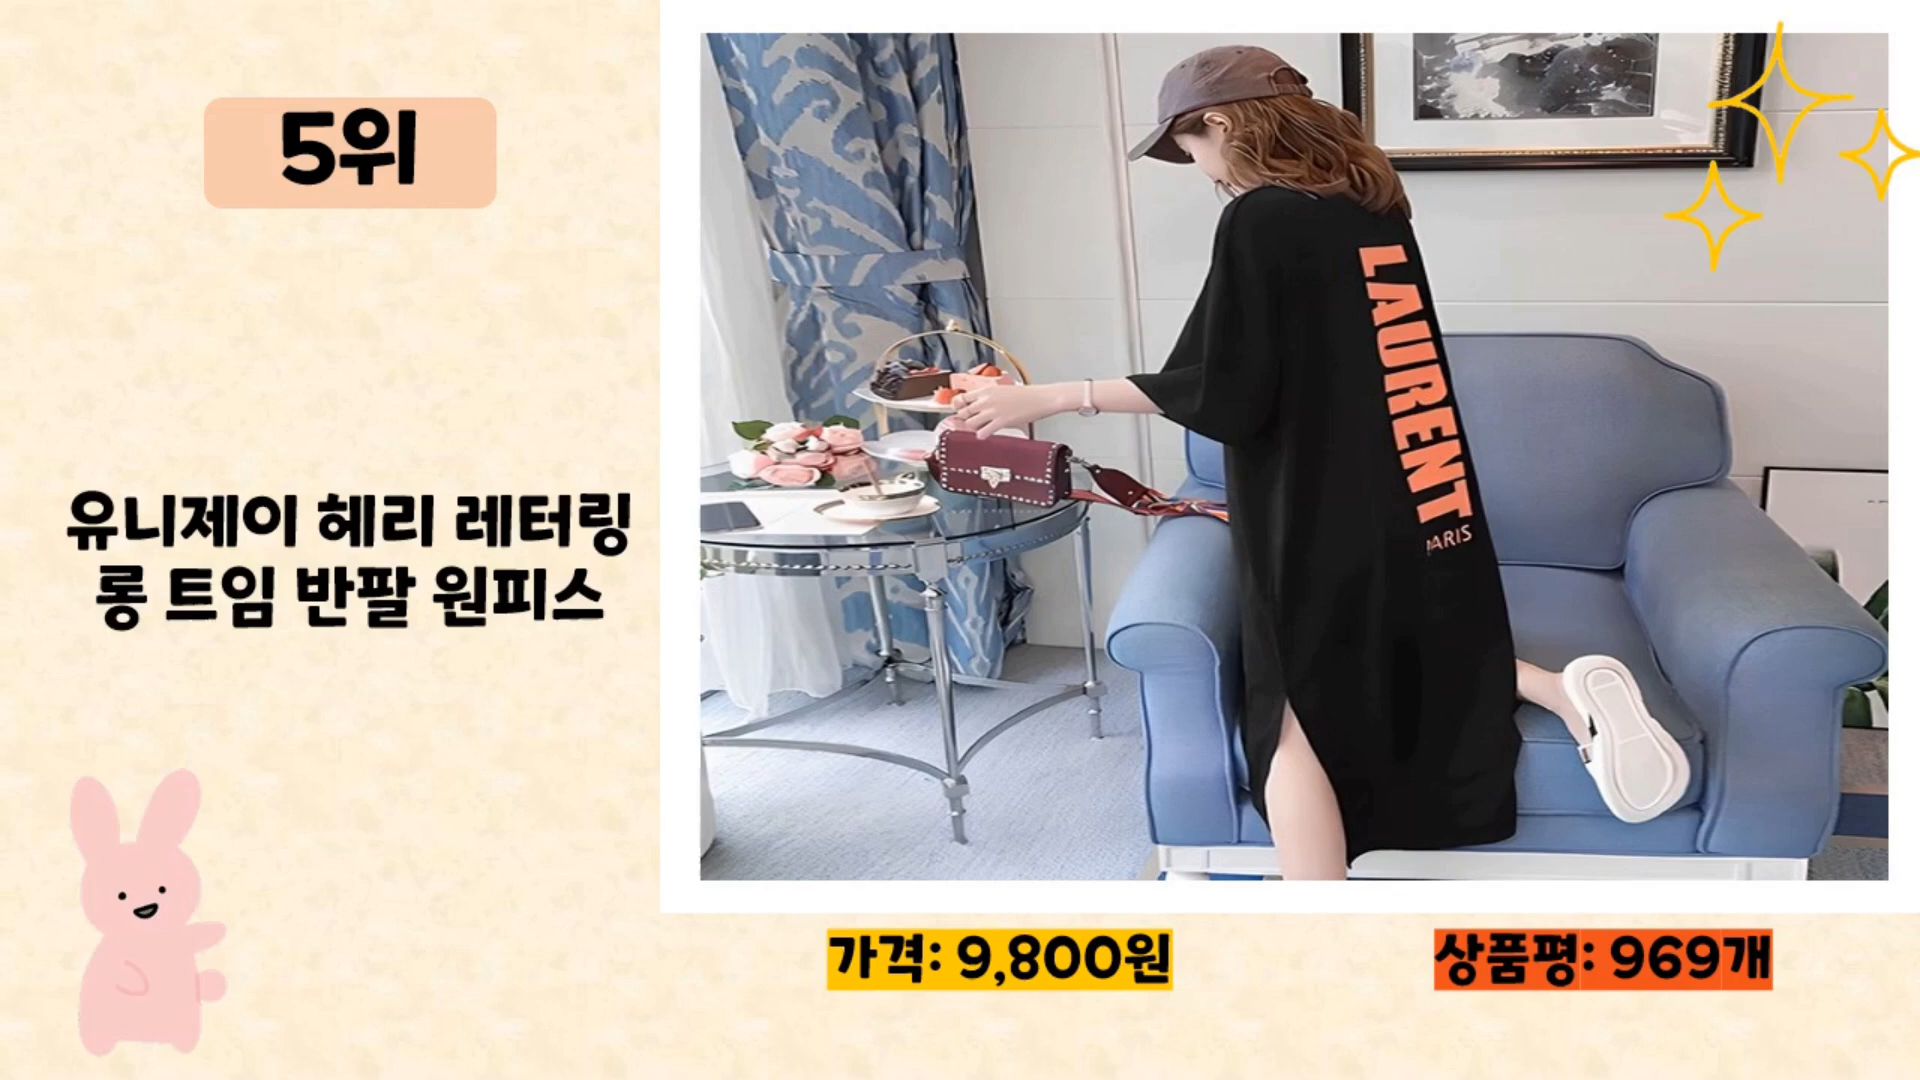 5위
유니제이 헤리 레터링
롱 트임 반팔 원피스
LAURENT
PARIS
가격: 9,800원
상품평: 969개